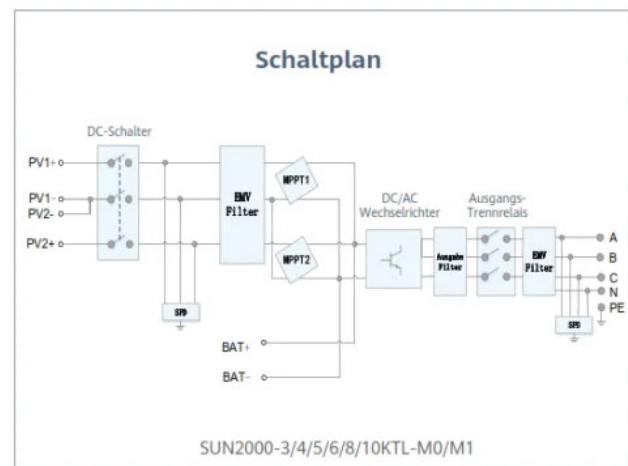 Schaltplan
DC-Schalter
PV1+
PV1-
PV2-
PV2+
EMV
Filter
MPPT1
MPPT2
SPD
BAT+
BAT-
DC/AC
Wechselrichter
Ausgabe
Filter
Ausgangs-
Trennrelais
EMV
Filter
A
B
C
N
PE
SPD
SUN2000-3/4/5/6/8/10KTL-M0/M1